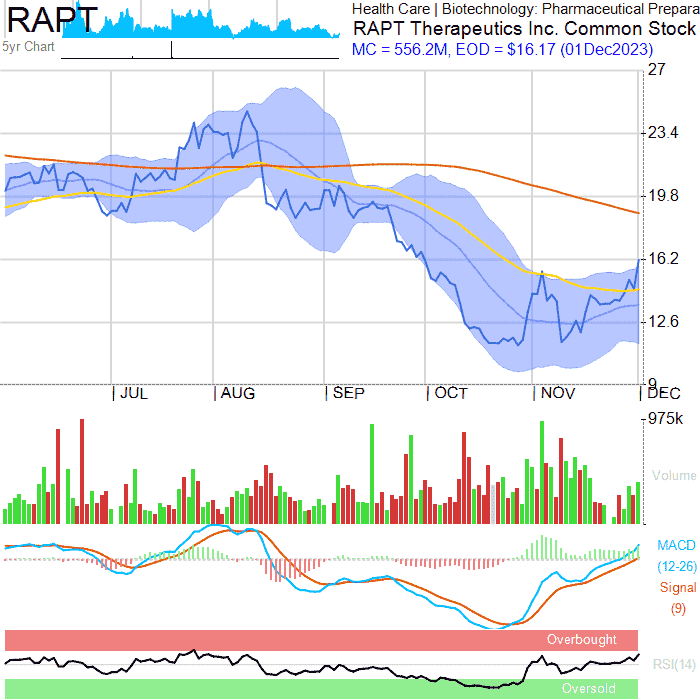 RAPT
5yr Chart
Health Care | Biotechnology: Pharmaceutical Prepara
RAPT Therapeutics Inc. Common Stock
MC = 556.2M, EOD = $16.17 (01Dec2023)
27
23.4
19.8
16.2
12.6
9
JUL AUG SEP OCT NOV DEC
975k
Volume
MACD
(12-26)
Signal
(9)
Overbought
RSI(14)
Oversold